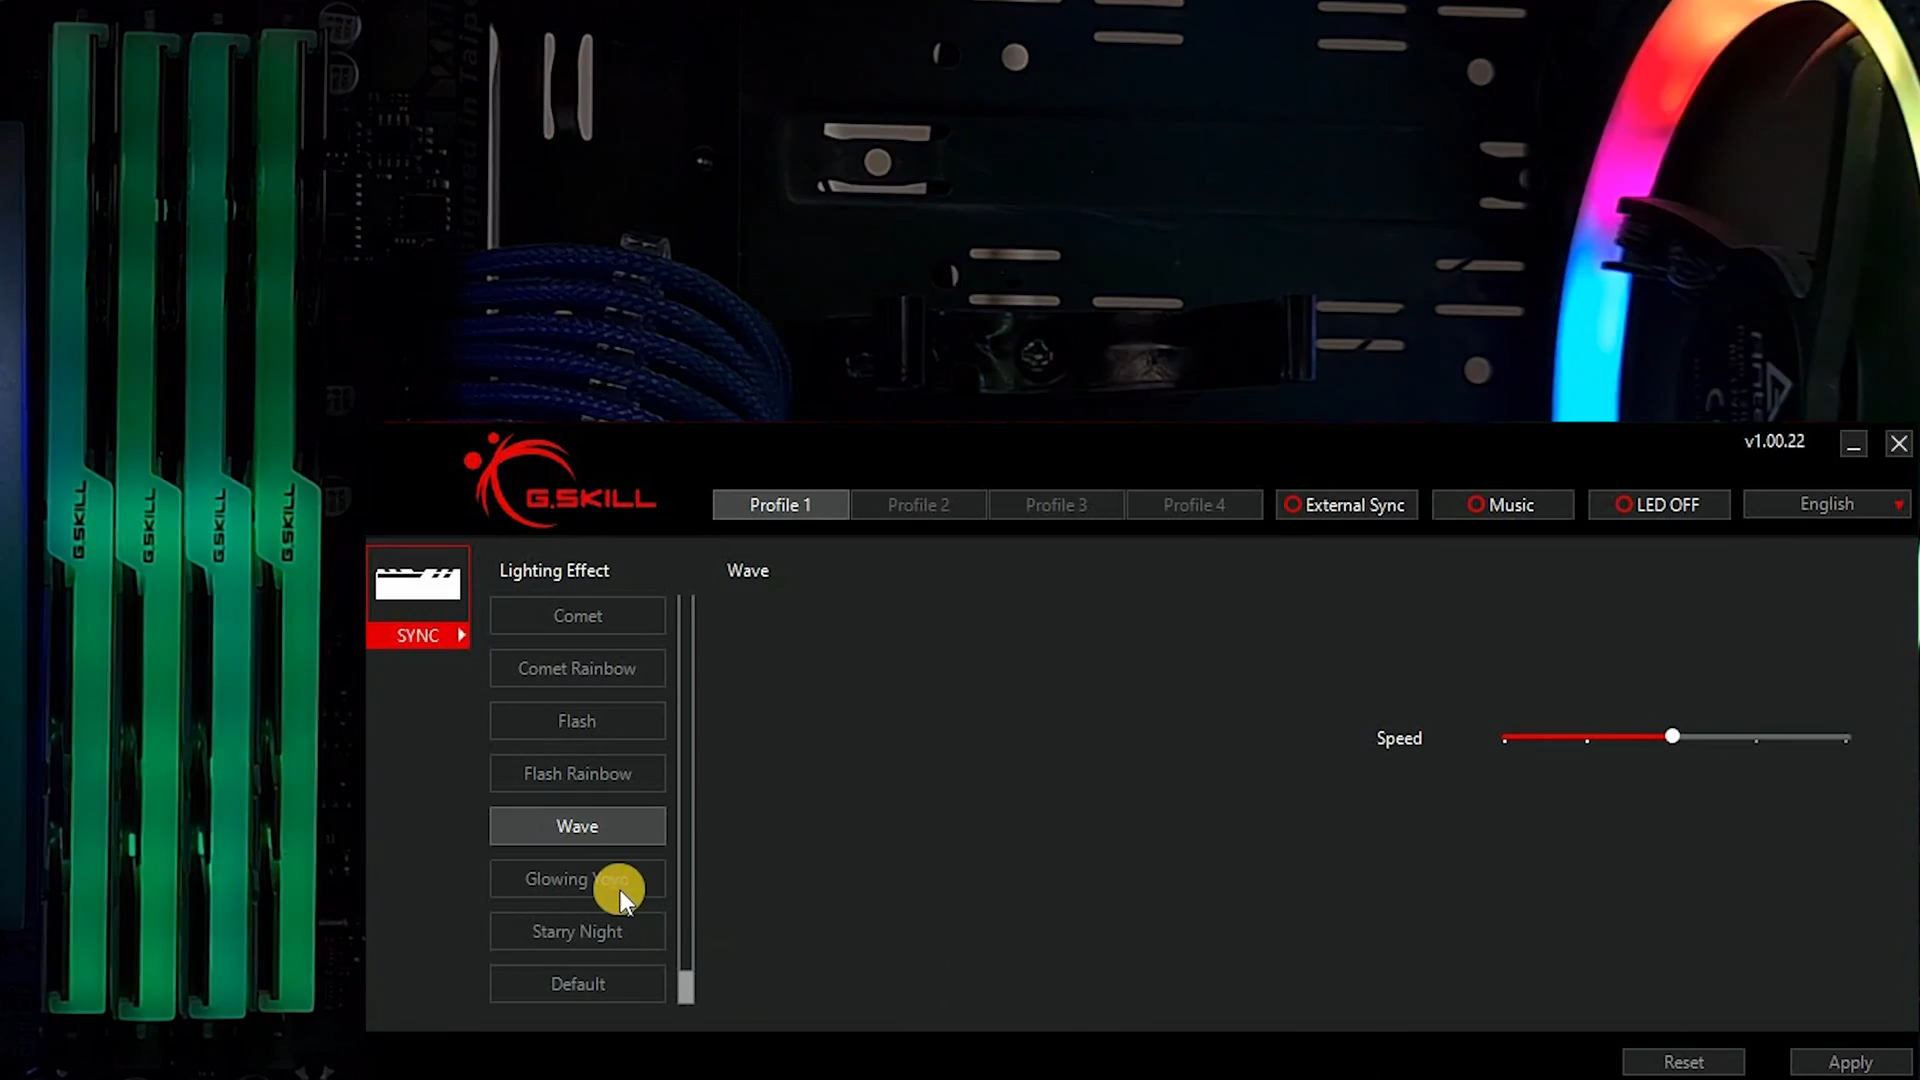 v1.00.22
G.SKILL
Profile 1
Profile 2
Profile 3
Profile 4
External Sync
Music
LED OFF
English
G.SKILL
G.SKILL
G.SKILL
G.SKILL
SYNC
Lighting Effect
Wave
Comet
Comet Rainbow
Flash
Flash Rainbow
Wave
Glowing Yoyo
Starry Night
Default
Speed
Reset
Apply